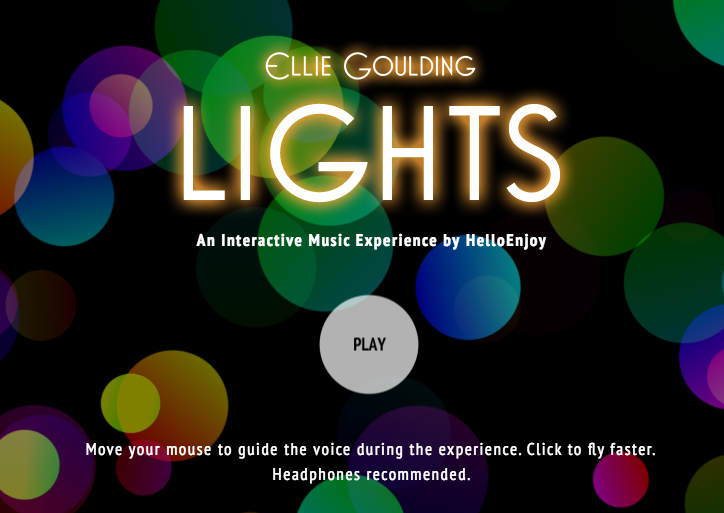 Ellie Goulding
LIGHTS
An Interactive Music Experience by HelloEnjoy
PLAY
Move your mouse to guide the voice during the experience. Click to fly faster.
Headphones recommended.